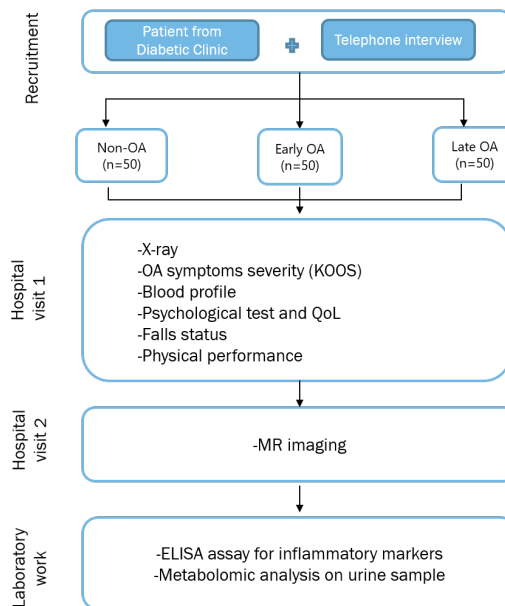 Recruitment
Patient from
Diabetic Clinic
Telephone interview
Non-OA
(n=50)
Early OA
(n=50)
Late OA
(n=50)
Hospital
visit 1
-X-ray
-OA symptoms severity (KOOS)
-Blood profile
-Psychological test and QoL
-Falls status
-Physical performance
Hospital
visit 2
-MR imaging
Laboratory
work
-ELISA assay for inflammatory markers
-Metabolomic analysis on urine sample